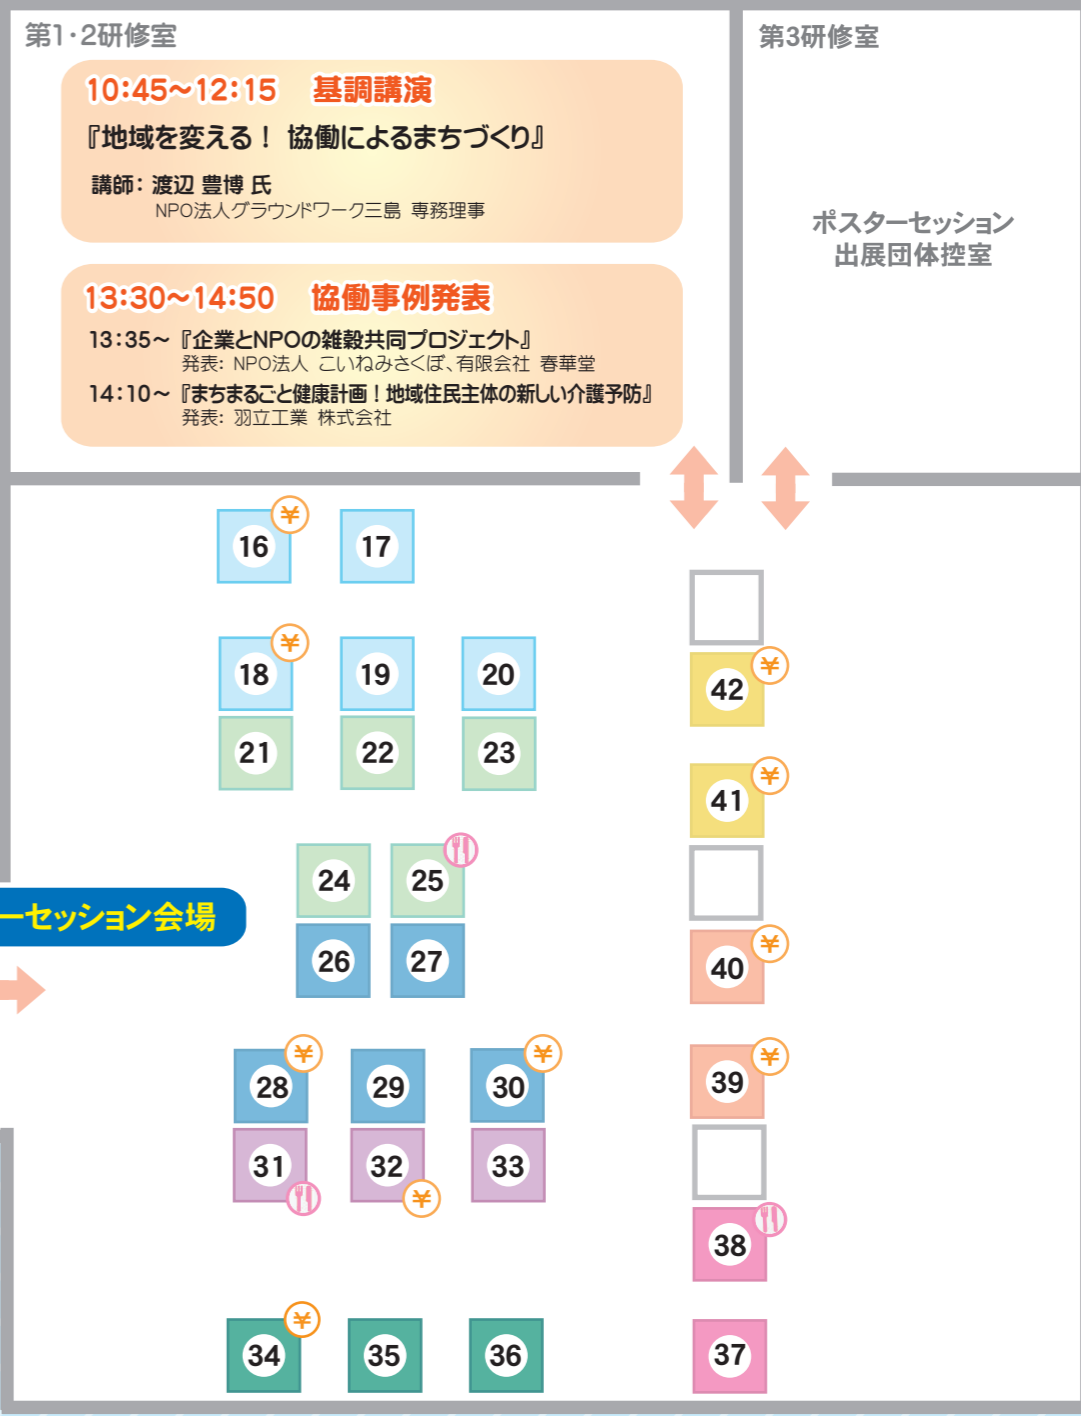 第1・2研修室
10:45～12:15 基調講演
『地域を変える！ 協働によるまちづくり』
講師: 渡辺 豊博 氏
NPO法人グラウンドワーク三島 専務理事
13:30～14:50 協働事例発表
13:35～ 『企業とNPOの雑穀共同プロジェクト』
発表: NPO法人 こいねみさくぼ、有限会社 春華堂
14:10～ 『まちまるごと健康計画！地域住民主体の新しい介護予防』
発表: 羽立工業 株式会社
第3研修室
ポスターセッション
出展団体控室
16 ¥ 17
18 ¥ 19 20
21 22 23
24 25
ーセッション会場
26 27
28 ¥ 29 30 ¥
31 32 ¥ 33
34 ¥ 35 36
42 ¥
41 ¥
40 ¥
39 ¥
38
37